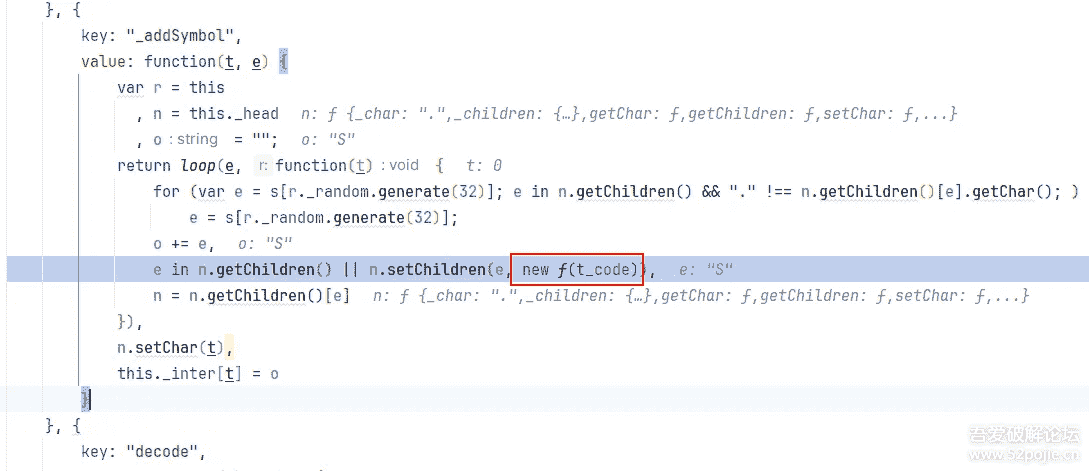 }, {
key: "_addSymbol",
value: function(t, e) {
var r = this
, n = this._head n: ƒ {_char: ".",_children: {…},getChar: ƒ,getChildren: ƒ,setChar: ƒ,...}
, o : string = ""; o: "S"
return loop(e, r: function(t) : void { t: 0
for (var e = s[r._random.generate(32)]; e in n.getChildren() && "." !== n.getChildren()[e].getChar(); )
e = s[r._random.generate(32)];
o += e, o: "S"
e in n.getChildren() || n.setChildren(e, new ƒ(t_code)), e: "S"
n = n.getChildren()[e] n: ƒ {_char: ".",_children: {…},getChar: ƒ,getChildren: ƒ,setChar: ƒ,...}
}),
n.setChar(t),
this._inter[t] = o
}
}, {
key: "decode",
吾爱破解论坛
www.52pojie.cn